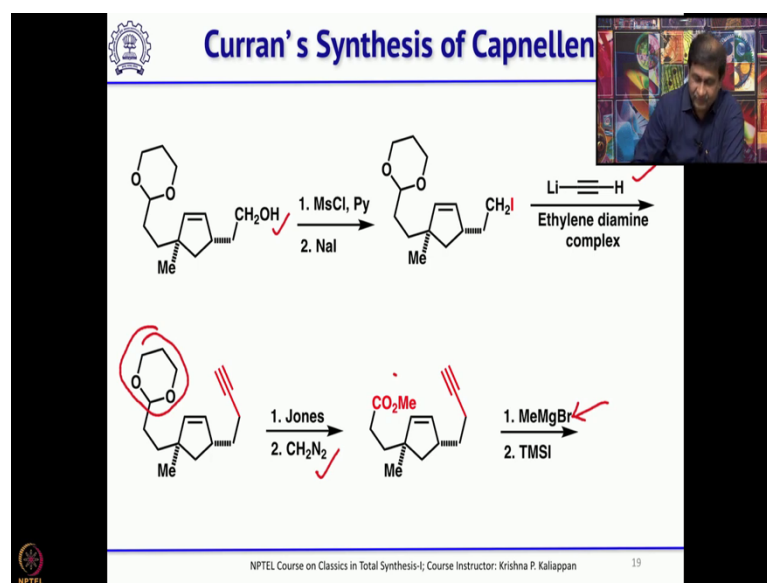 Curran's Synthesis of Capnellen
O
O
CH₂OH
Me
1. MsCl, Py
2. NaI
O
O
CH₂I
Me
Li H
Ethylene diamine
complex
O
O
Me
1. Jones
2. CH₂N₂
CO₂Me
Me
1. MeMgBr
2. TMSI
NPTEL Course on Classics in Total Synthesis-I; Course Instructor: Krishna P. Kaliappan
19
NPTEL